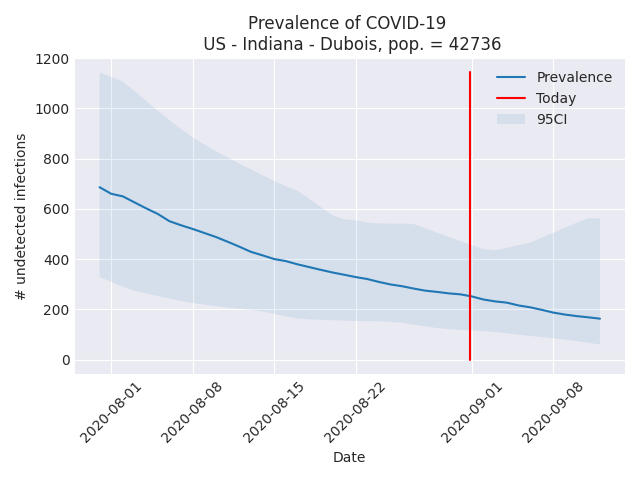 Prevalence of COVID-19
US - Indiana - Dubois, pop. = 42736
Prevalence
Today
95CI
# undetected infections
1200
1000
800
600
400
200
0
2020-08-01
2020-08-08
2020-08-15
2020-08-22
2020-09-01
2020-09-08
Date